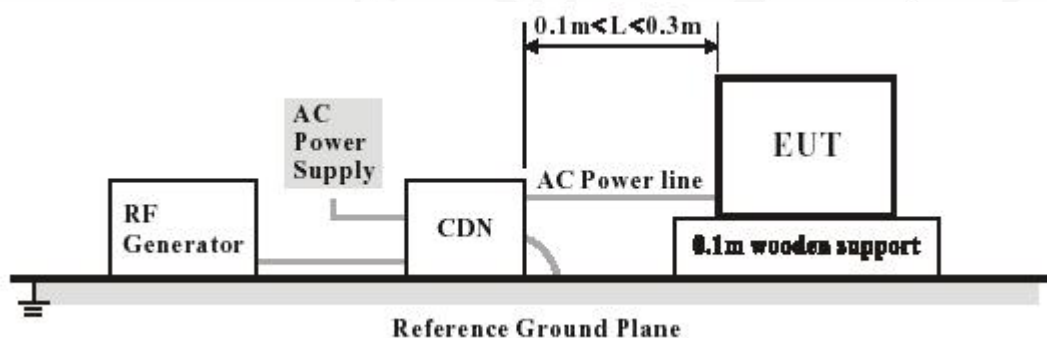 0.1m<L<0.3m
AC
Power
Supply
EUT
AC Power line
RF
Generator
CDN
0.1m wooden support
Reference Ground Plane